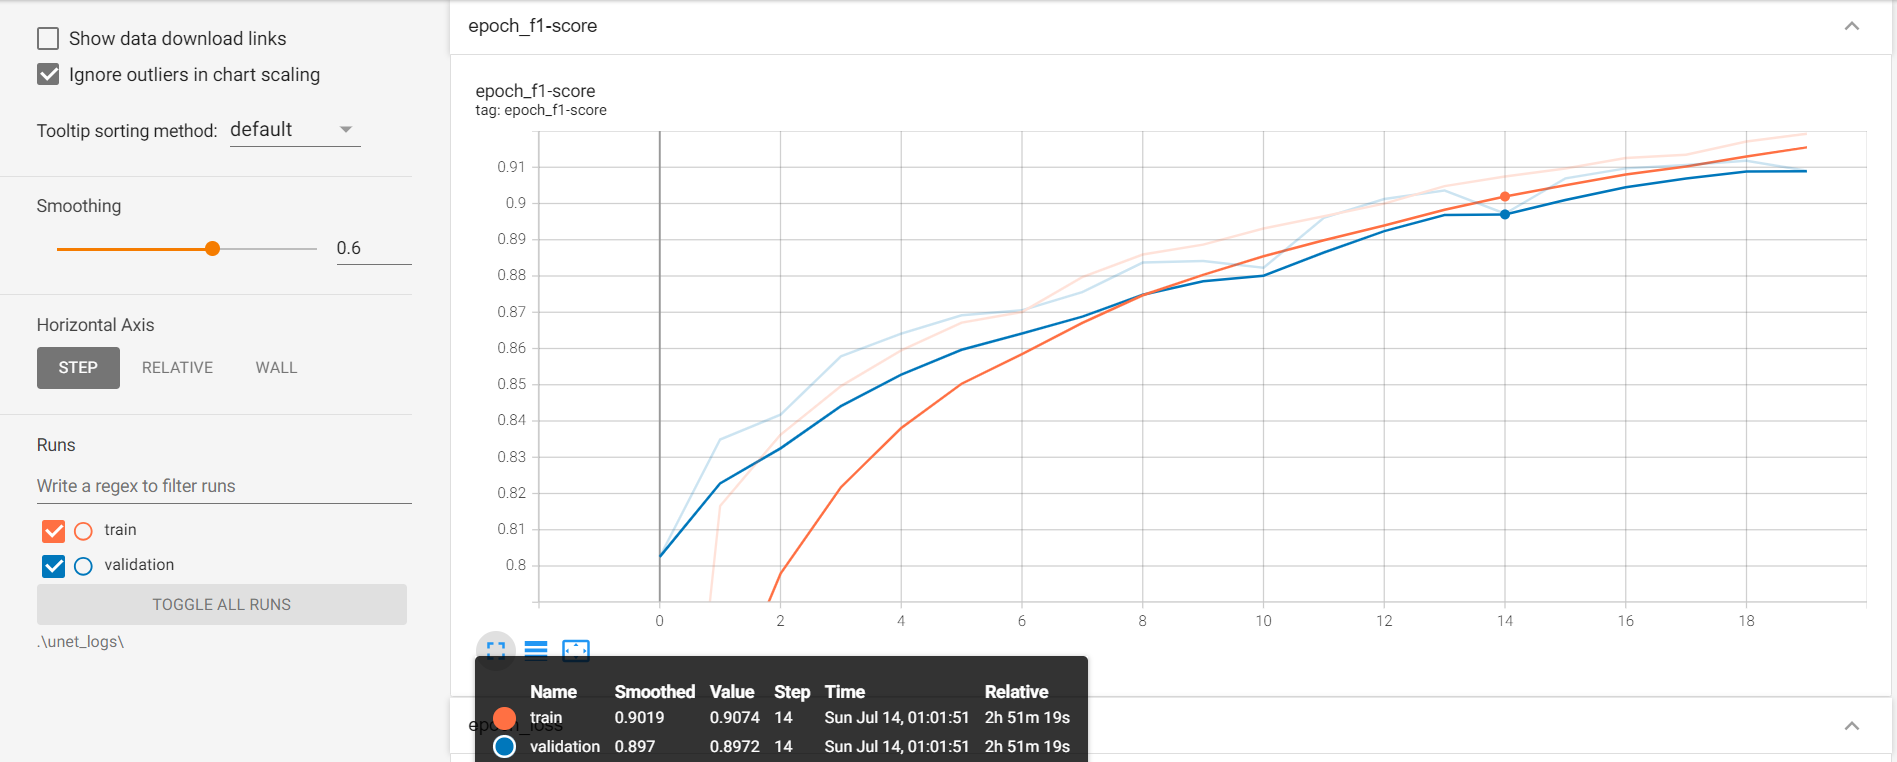 Show data download links
Ignore outliers in chart scaling
Tooltip sorting method: default
Smoothing
0.6
Horizontal Axis
STEP RELATIVE WALL
Runs
Write a regex to filter runs
train
validation
TOGGLE ALL RUNS
.\unet_logs\
epoch_f1-score
epoch_f1-score
tag: epoch_f1-score
0.91
0.9
0.89
0.88
0.87
0.86
0.85
0.84
0.83
0.82
0.81
0.8
0 2 4 6 8 10 12 14 16 18
Name Smoothed Value Step Time Relative
train 0.9019 0.9074 14 Sun Jul 14, 01:01:51 2h 51m 19s
validation 0.897 0.8972 14 Sun Jul 14, 01:01:51 2h 51m 19s
epoch_loss